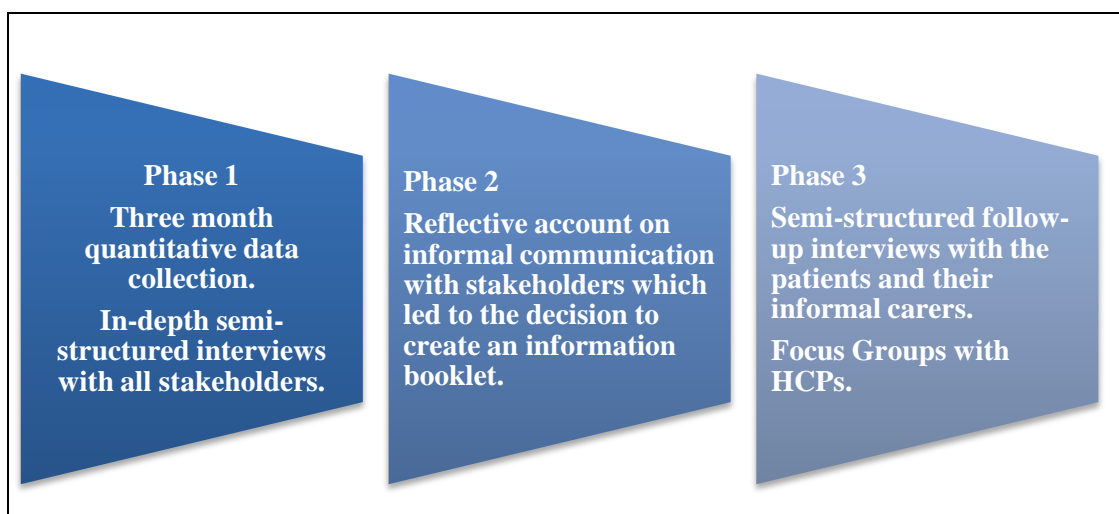 Phase 1
Three month
quantitative data
collection.
In-depth semi-
structured interviews
with all stakeholders.
Phase 2
Reflective account on
informal communication
with stakeholders which
led to the decision to
create an information
booklet.
Phase 3
Semi-structured follow-
up interviews with the
patients and their
informal carers.
Focus Groups with
HCPs.